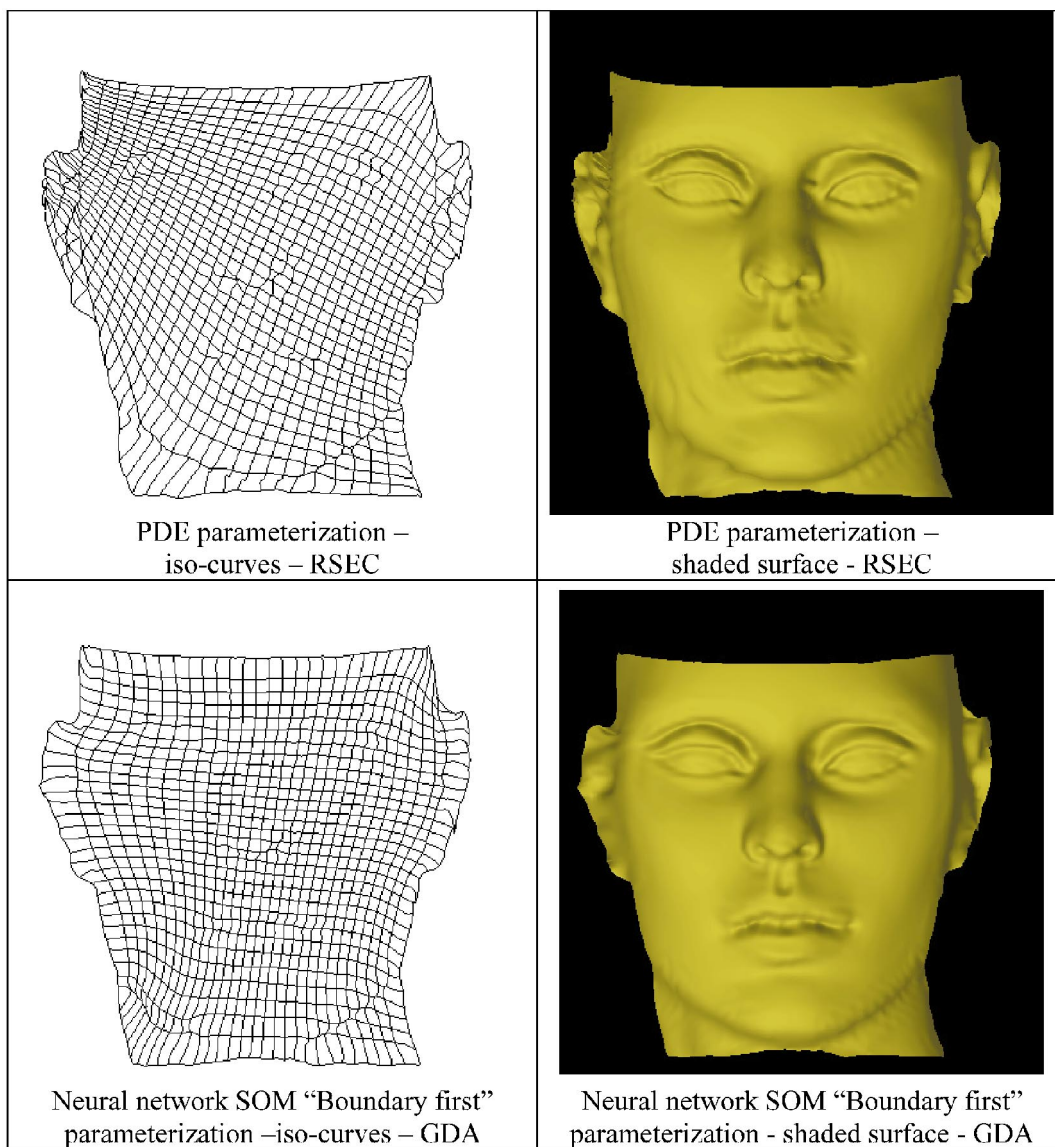 PDE parameterization –
iso-curves – RSEC
PDE parameterization –
shaded surface - RSEC
Neural network SOM “Boundary first”
parameterization –iso-curves – GDA
Neural network SOM “Boundary first”
parameterization - shaded surface - GDA